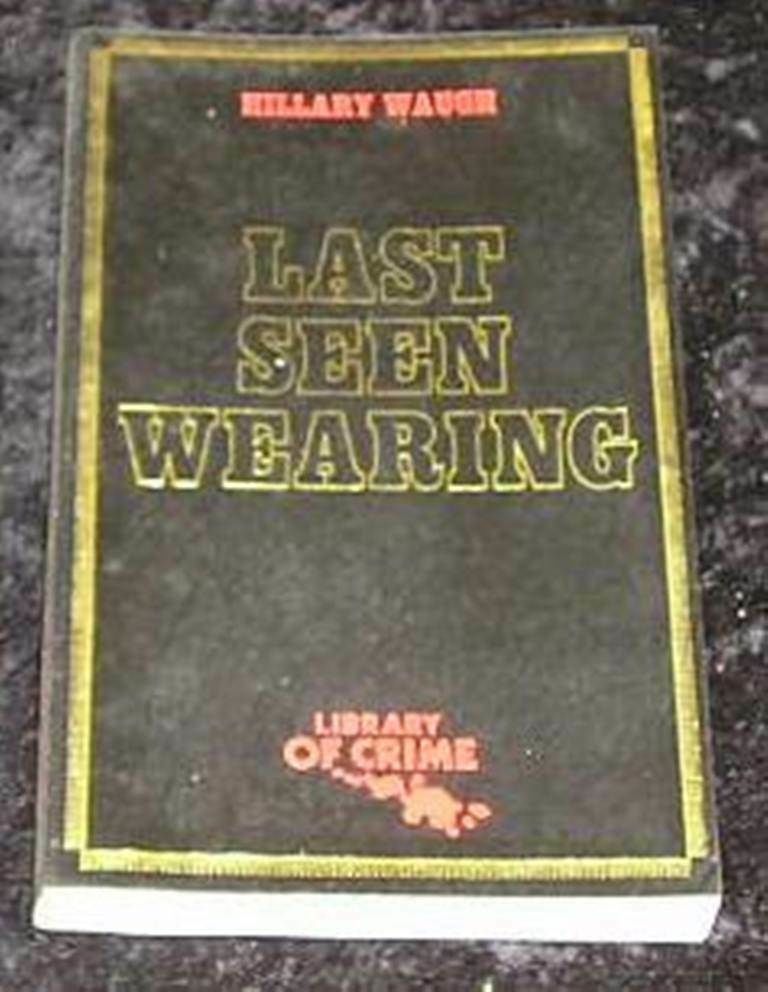 HILLARY WAUGH
LAST
SEEN
WEARING
LIBRARY
OF CRIME